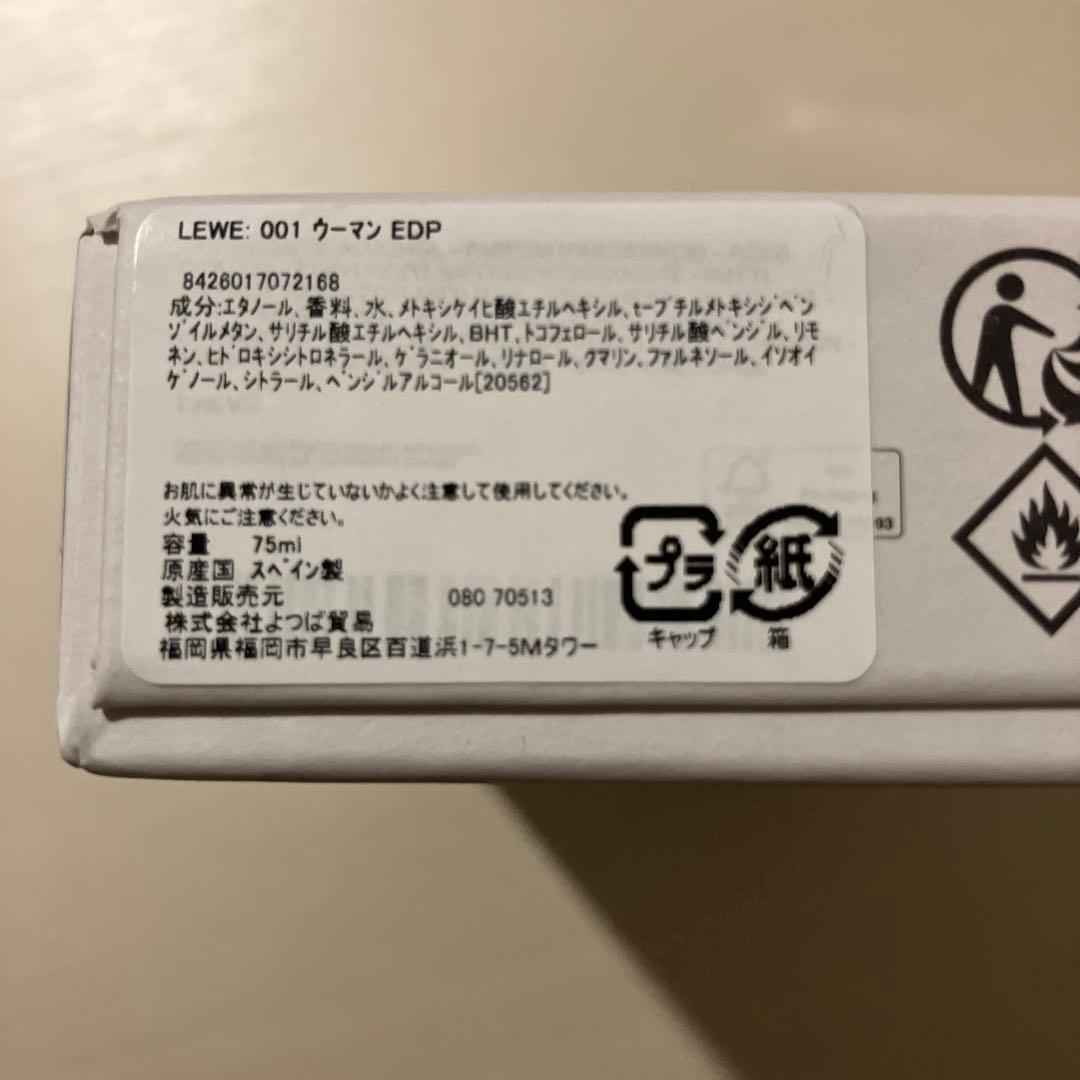 LEWE: 001 ウーマン EDP
8426017072168
成分:エタノール、香料、水、メトキシケイヒ酸エチルヘキシル、t-ブチルメトキシジベン
ゾイルメタン、サリチル酸エチルヘキシル、BHT、トコフェロール、サリチル酸ベンジル、リモ
ネン、ヒドロキシシトロネラール、ゲラニオール、リナロール、クマリン、ファルネソール、イソオイ
ゲノール、シトラール、ベンジルアルコール[20562]
お肌に異常が生じていないかよく注意して使用してください。
火気にご注意ください。
容量 75ml
原産国 スペイン製
製造販売元 080 70513
株式会社よつば貿易
福岡県福岡市早良区百道浜1-7-5Mタワー
プラ
キャップ
紙
箱
93